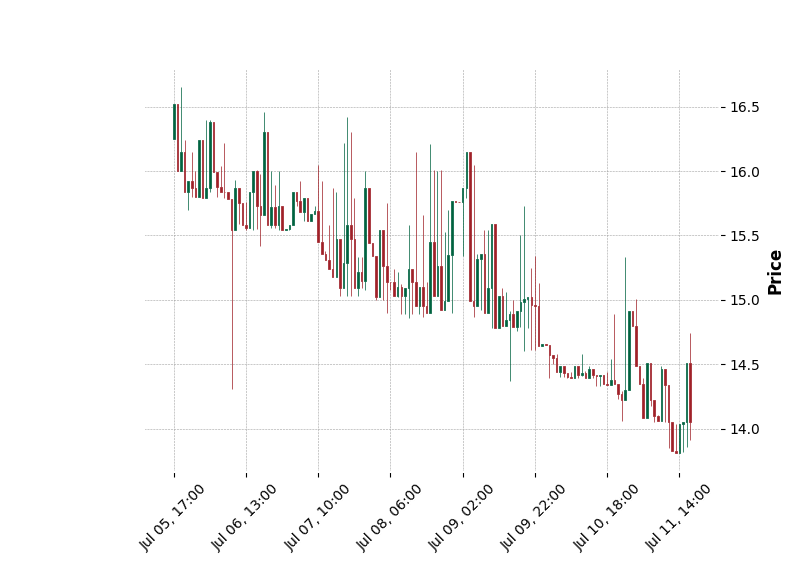 16.5
16.0
15.5
15.0
14.5
14.0
Price
Jul 05, 17:00
Jul 06, 13:00
Jul 07, 10:00
Jul 08, 06:00
Jul 09, 02:00
Jul 09, 22:00
Jul 10, 18:00
Jul 11, 14:00